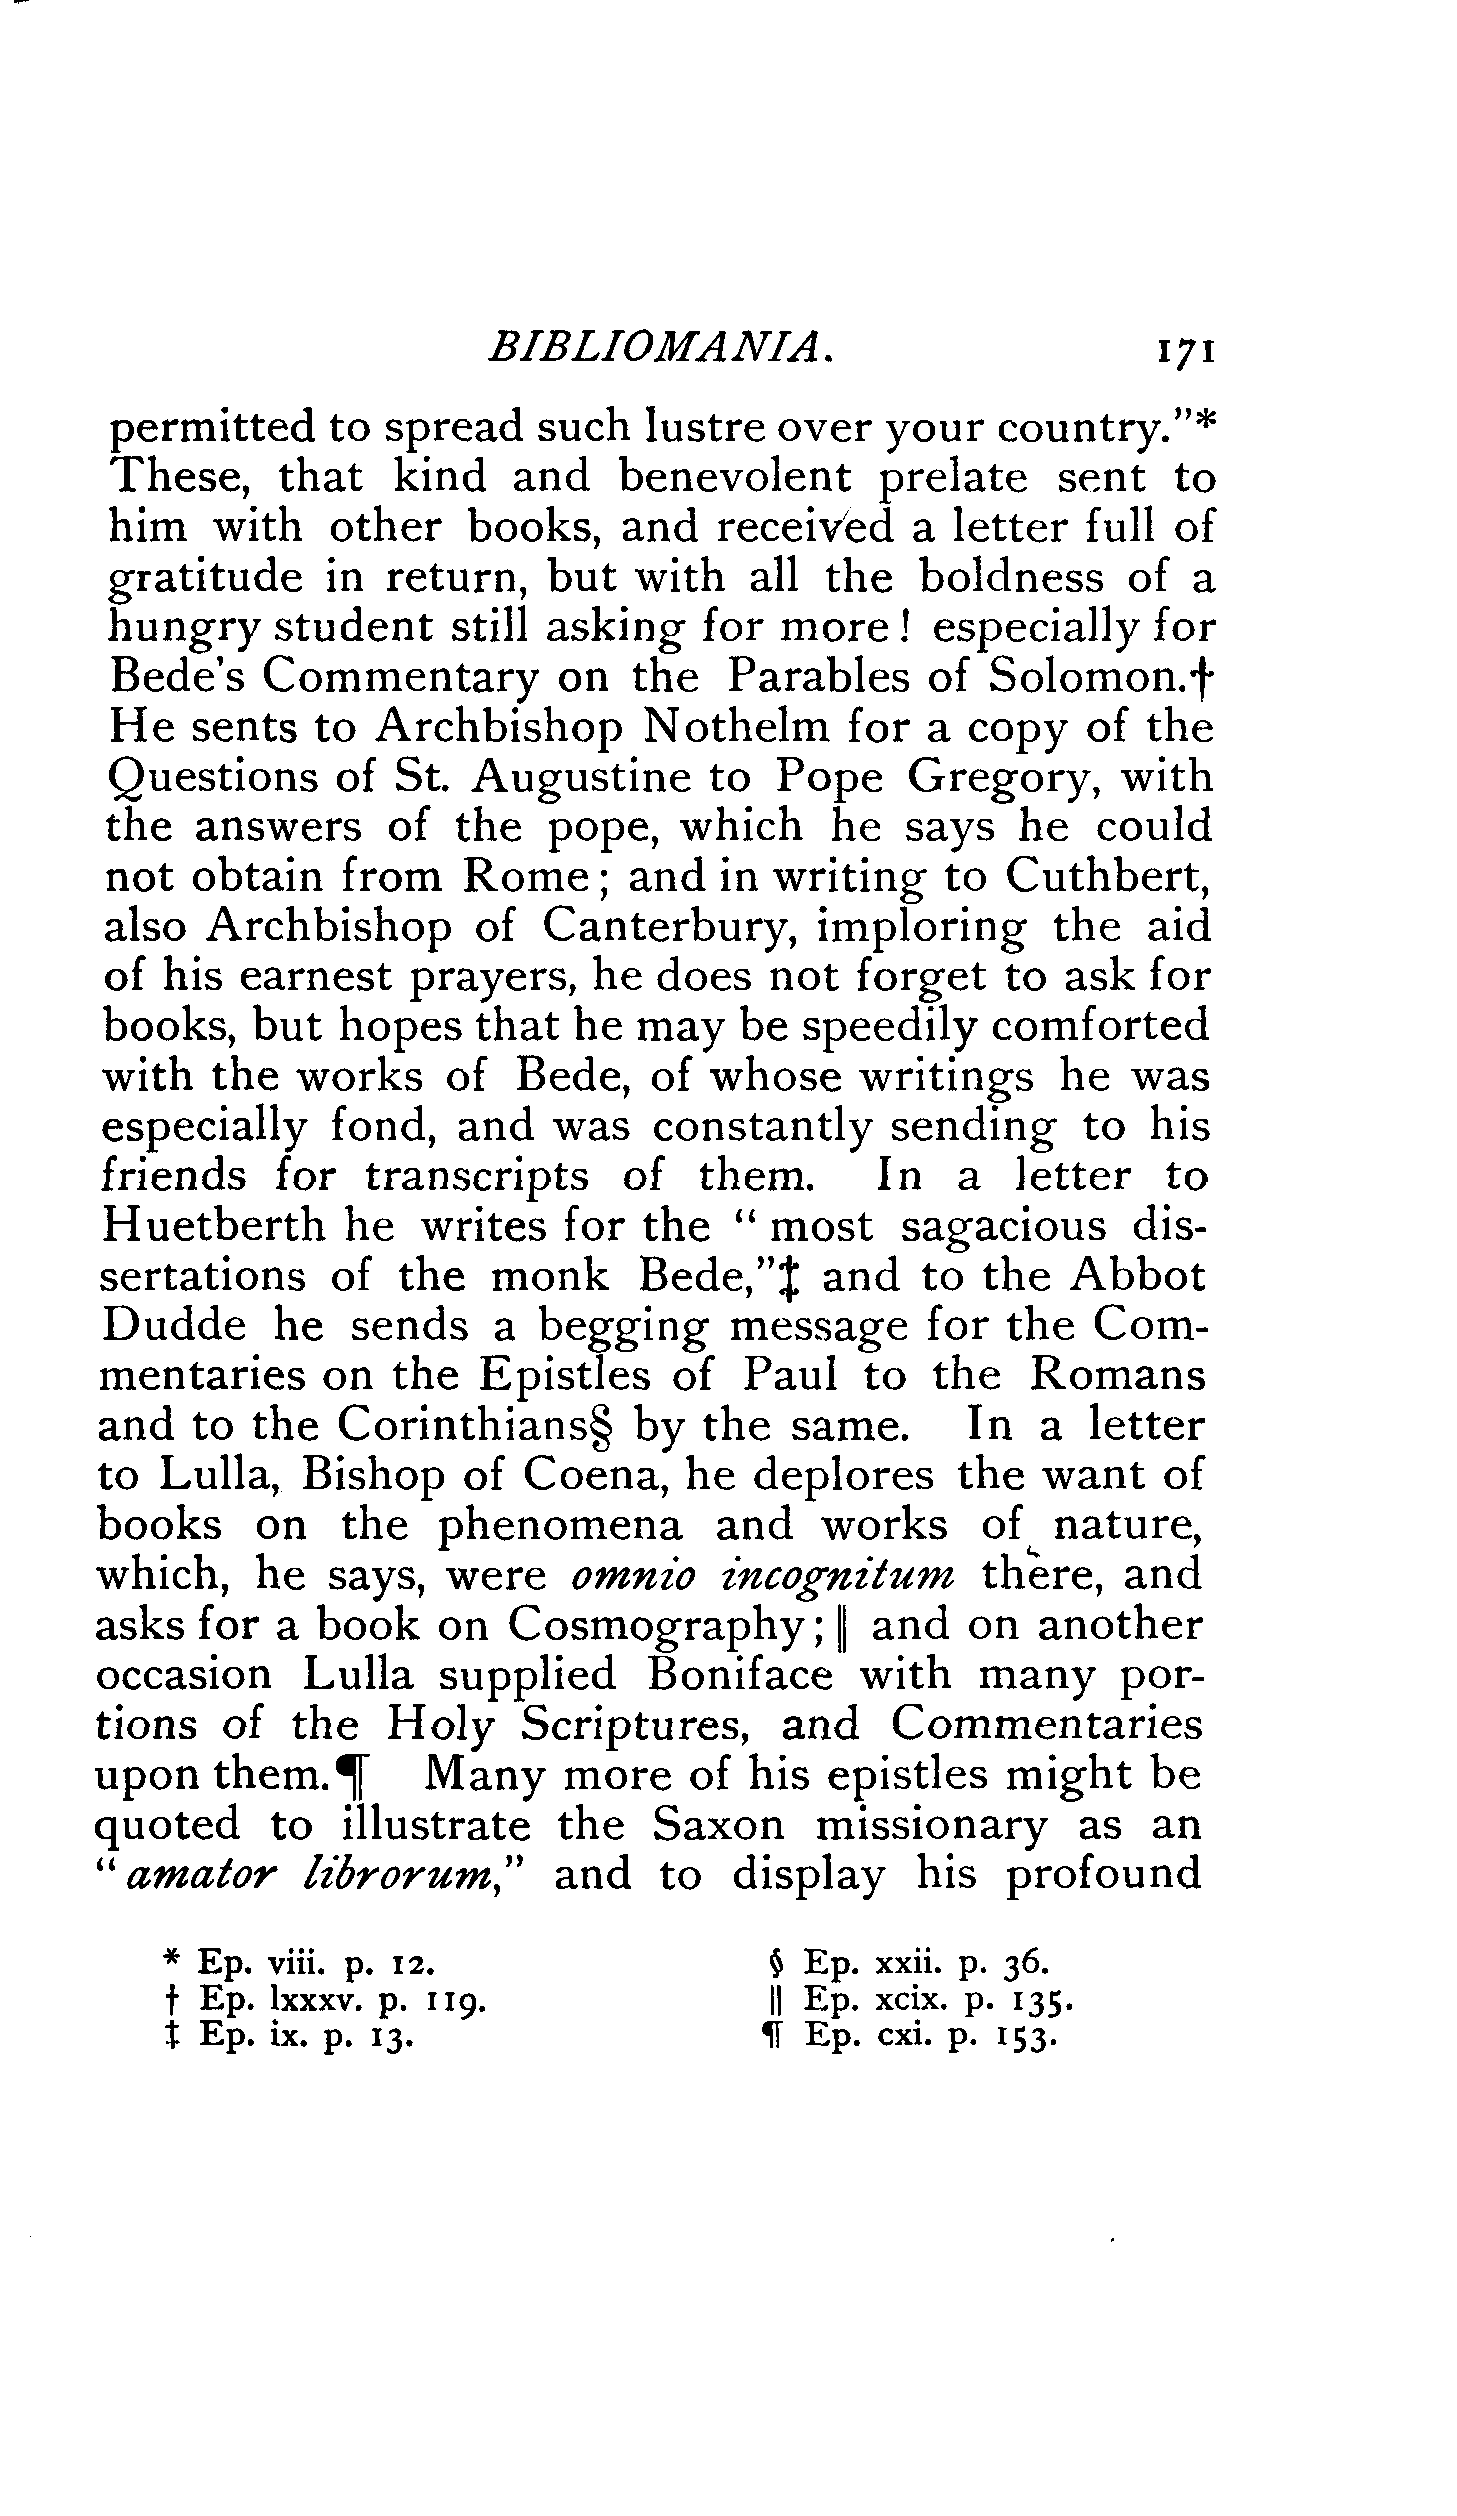 BIBLIOMANIA. 171
permitted to spread such lustre over your country."*
These, that kind and benevolent prelate sent to
him with other books, and received a letter full of
gratitude in return, but with all the boldness of a
hungry student still asking for more! especially for
Bede's Commentary on the Parables of Solomon.†
He sents to Archbishop Nothelm for a copy of the
Questions of St. Augustine to Pope Gregory, with
the answers of the pope, which he says he could
not obtain from Rome; and in writing to Cuthbert,
also Archbishop of Canterbury, imploring the aid
of his earnest prayers, he does not forget to ask for
books, but hopes that he may be speedily comforted
with the works of Bede, of whose writings he was
especially fond, and was constantly sending to his
friends for transcripts of them. In a letter to
Huetberth he writes for the "most sagacious dis-
sertations of the monk Bede,"‡ and to the Abbot
Dudde he sends a begging message for the Com-
mentaries on the Epistles of Paul to the Romans
and to the Corinthians§ by the same. In a letter
to Lulla, Bishop of Coena, he deplores the want of
books on the phenomena and works of nature,
which, he says, were omnio incognitum there, and
asks for a book on Cosmography;‖ and on another
occasion Lulla supplied Boniface with many por-
tions of the Holy Scriptures, and Commentaries
upon them.¶ Many more of his epistles might be
quoted to illustrate the Saxon missionary as an
"amator librorum," and to display his profound
* Ep. viii. p. 12.
† Ep. lxxxv. p. 119.
‡ Ep. ix. p. 13.
§ Ep. xxii. p. 36.
‖ Ep. xcix. p. 135.
¶ Ep. cxi. p. 153.